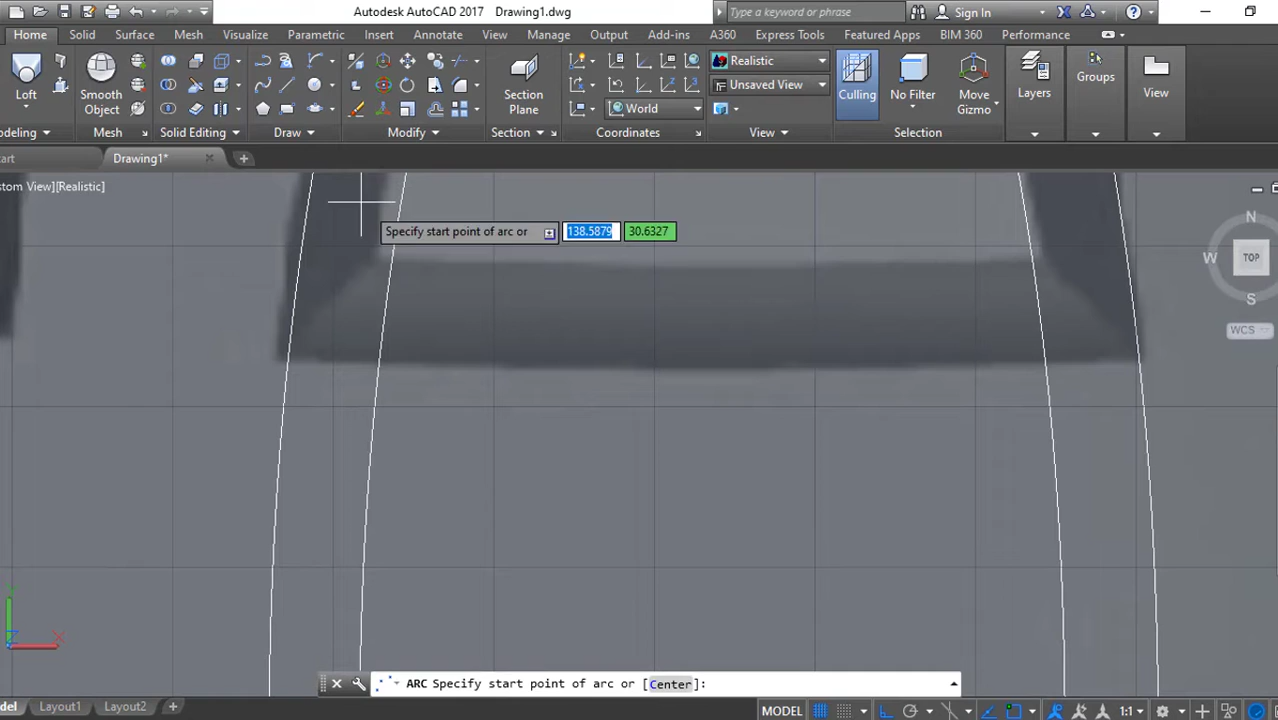 Autodesk AutoCAD 2017 Drawing1.dwg
Type a keyword or phrase
Sign In
Home Solid Surface Mesh Visualize Parametric Insert Annotate View Manage Output Add-ins A360 Express Tools Featured Apps BIM 360 Performance
Realistic
Unsaved View
World
Loft
Smooth
Object
Section
Plane
Culling
No Filter
Move
Gizmo
Layers
Groups
View
odeling Mesh Solid Editing Draw Modify Section Coordinates View Selection
tart Drawing1*
ustom View][Realistic]
Specify start point of arc or 138.5879 30.6327
N
W TOP
S
WCS
Y
X
Z
ARC Specify start point of arc or [Center]:
odel Layout1 Layout2
MODEL 1:1